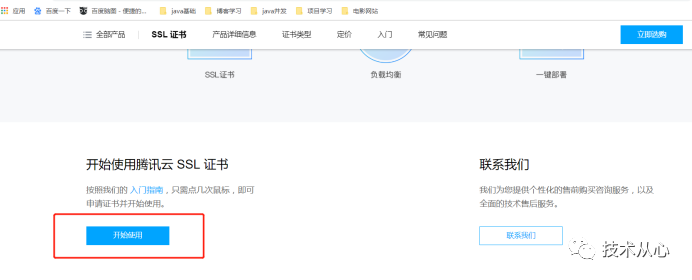 应用 百度一下 百度脑图 - 便捷的... java基础 博客学习 java并发 项目学习 电影网站
全部产品 SSL 证书 产品详细信息 证书类型 定价 入门 常见问题 立即选购
SSL证书 负载均衡 一键部署
开始使用腾讯云 SSL 证书
按照我们的 入门指南，只需点几次鼠标，即可
申请证书并开始使用。
开始使用
联系我们
我们为您提供个性化的售前购买咨询服务，以及
全面的技术售后服务。
联系我们
技术从心